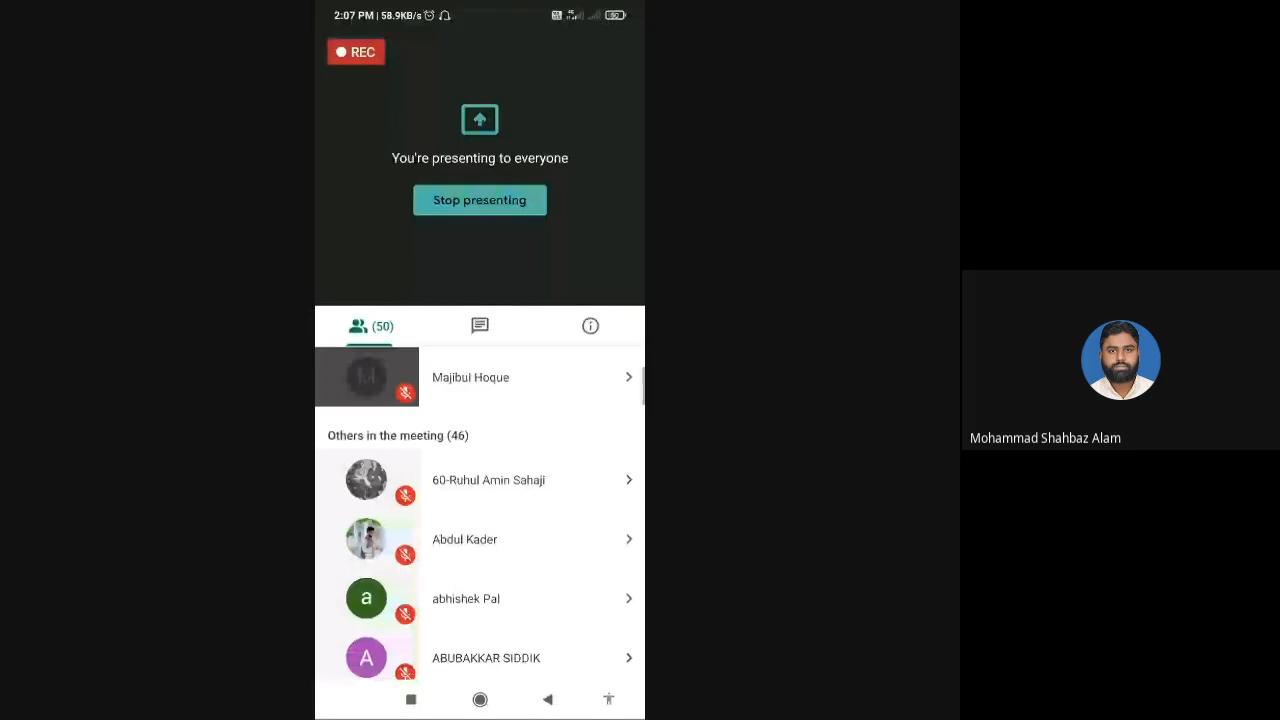 2:07 PM | 58.9KB/s
REC
You're presenting to everyone
Stop presenting
(50)
M
Majibul Hoque
Others in the meeting (46)
60-Ruhul Amin Sahaji
Abdul Kader
a
abhishek Pal
A
ABUBAKKAR SIDDIK
Mohammad Shahbaz Alam